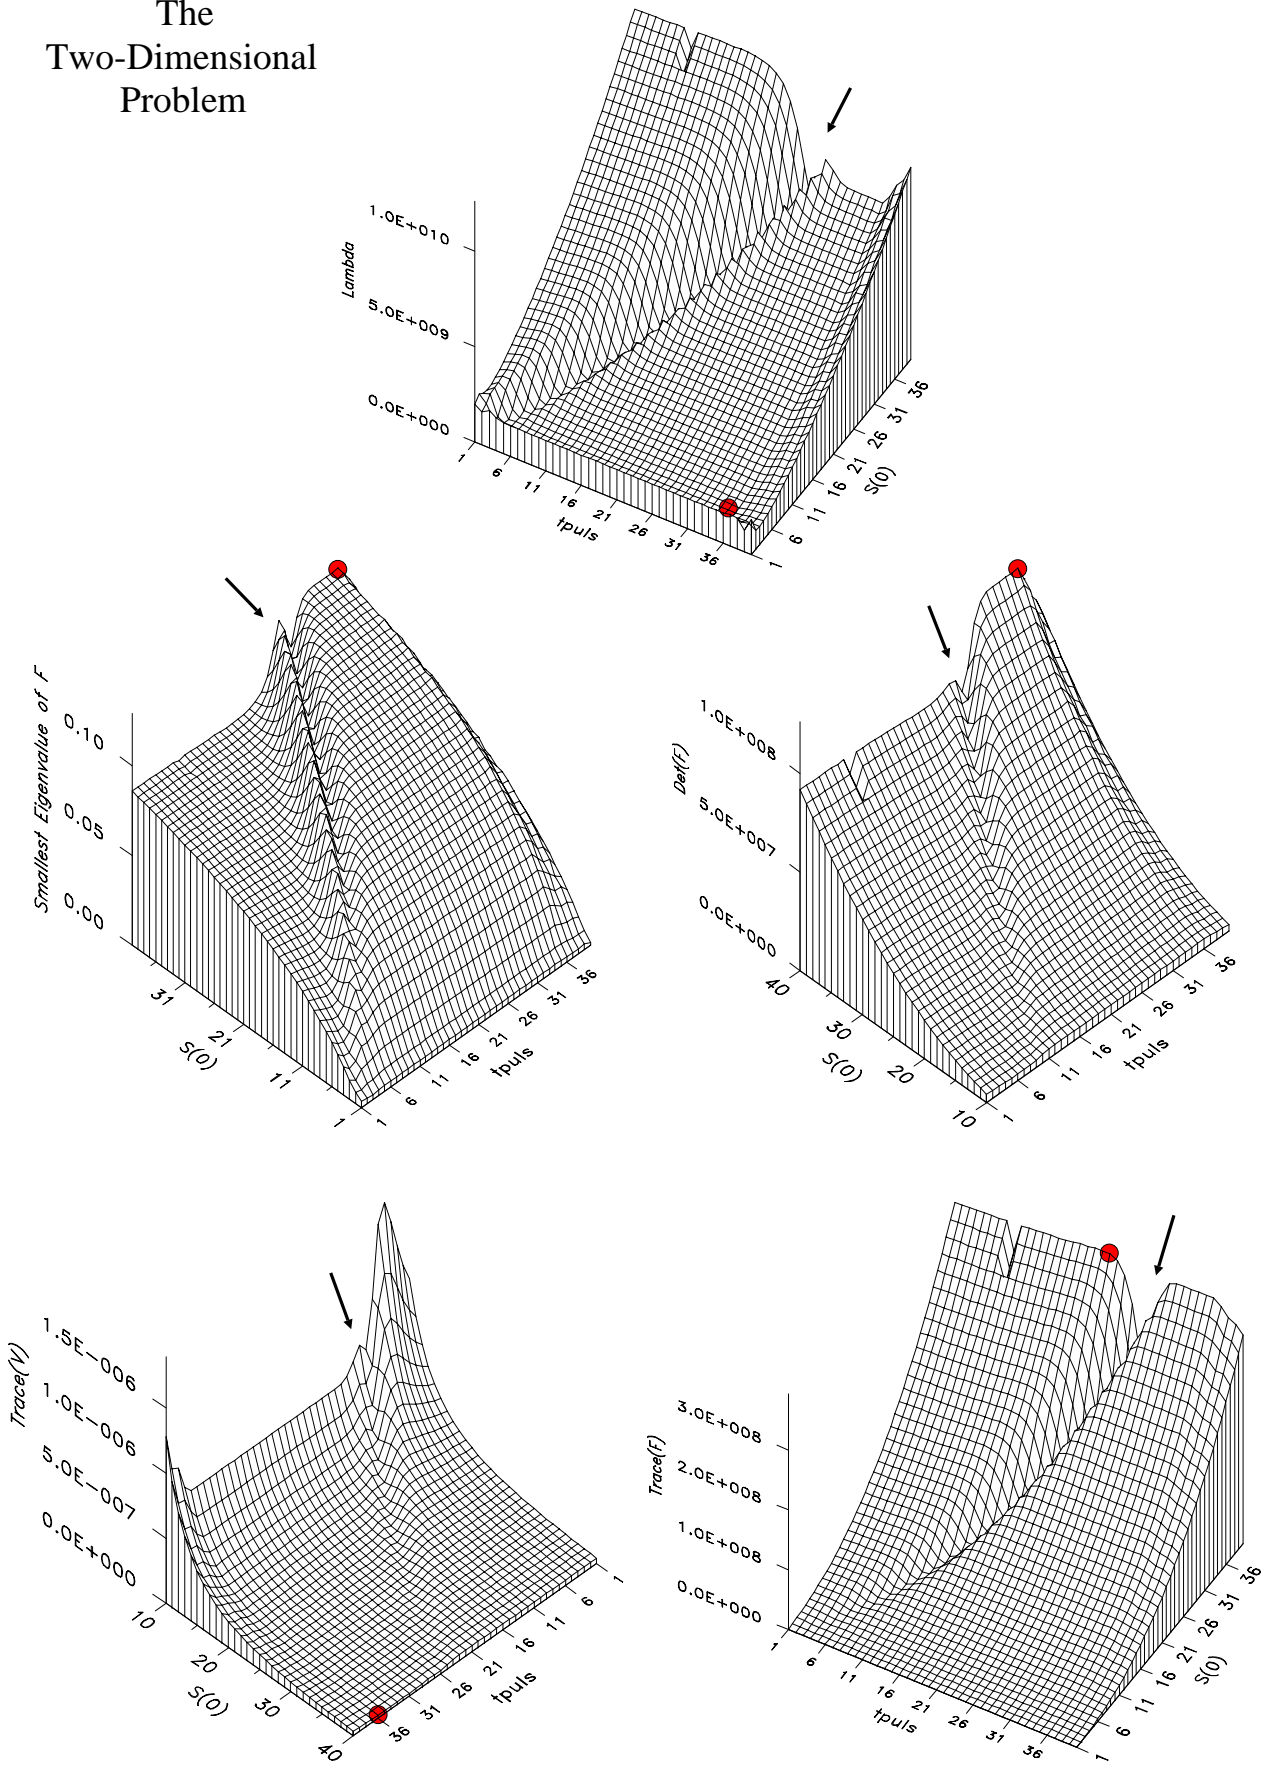 The
Two-Dimensional
Problem
Lambda
1.0E+010
5.0E+009
0.0E+000
1 6 11 16 21 26 31 36
tpuls
1 6 11 16 21 26 31 36
S(0)
Smallest Eigenvalue of F
0.10
0.05
0.00
31 21 11 1
S(0)
1 6 11 16 21 26 31 36
tpuls
Det(F)
1.0E+008
5.0E+007
0.0E+000
40 30 20 10
S(0)
1 6 11 16 21 26 31 36
tpuls
Trace(V)
1.5E-006
1.0E-006
5.0E-007
0.0E+000
10 20 30 40
S(0)
36 31 26 21 16 11 6 1
tpuls
Trace(F)
3.0E+008
2.0E+008
1.0E+008
0.0E+000
1 6 11 16 21 26 31 36
tpuls
1 6 11 16 21 26 31 36
S(0)